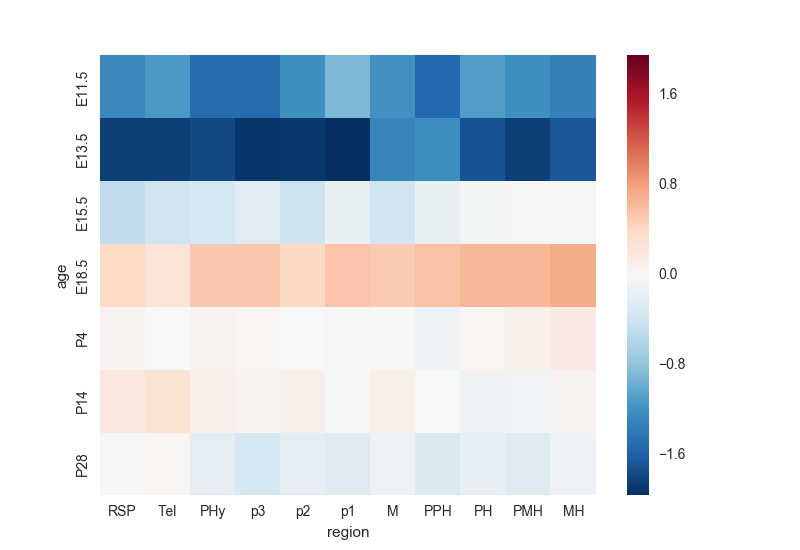 E11.5
E13.5
E15.5
E18.5
P4
P14
P28
age
RSP Tel PHy p3 p2 p1 M PPH PH PMH MH
region
1.6
0.8
0.0
−0.8
−1.6